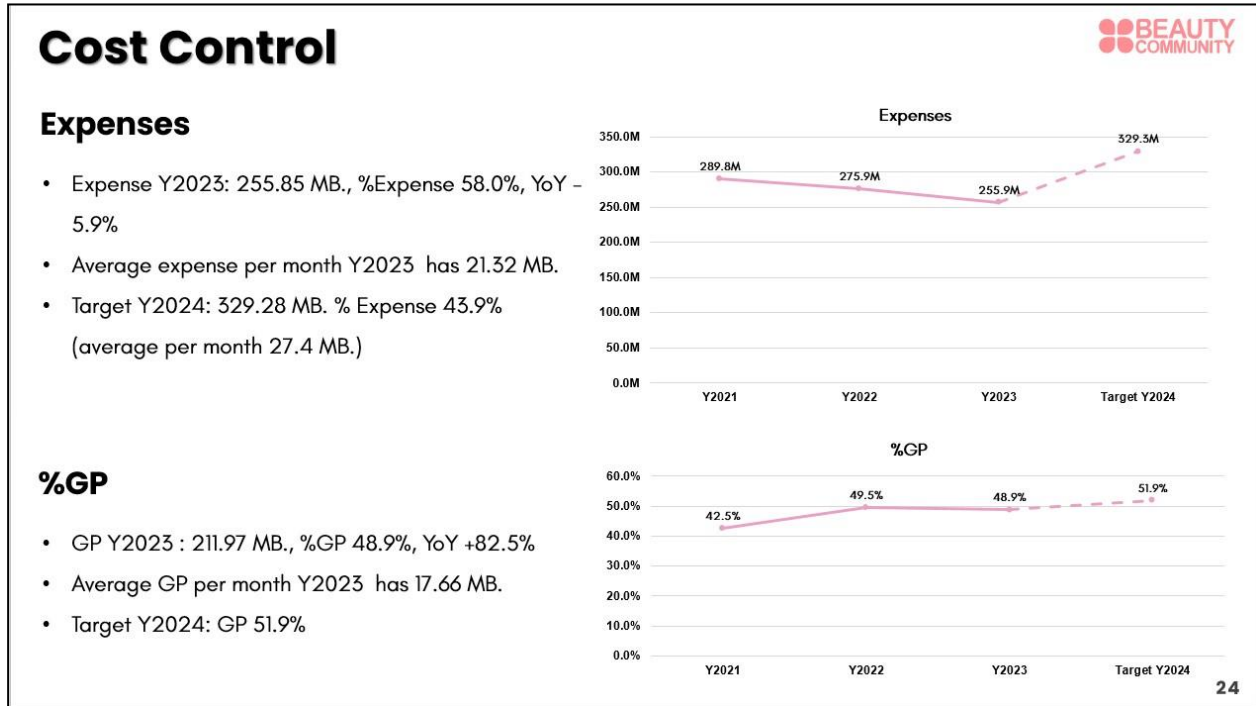 Cost Control
BEAUTY
COMMUNITY
Expenses
• Expense Y2023: 255.85 MB., %Expense 58.0%, YoY –
5.9%
• Average expense per month Y2023 has 21.32 MB.
• Target Y2024: 329.28 MB. % Expense 43.9%
(average per month 27.4 MB.)
Expenses
350.0M
300.0M
250.0M
200.0M
150.0M
100.0M
50.0M
0.0M
289.8M
275.9M
255.9M
329.3M
Y2021 Y2022 Y2023 Target Y2024
%GP
• GP Y2023 : 211.97 MB., %GP 48.9%, YoY +82.5%
• Average GP per month Y2023 has 17.66 MB.
• Target Y2024: GP 51.9%
%GP
60.0%
50.0%
40.0%
30.0%
20.0%
10.0%
0.0%
42.5%
49.5%
48.9%
51.9%
Y2021 Y2022 Y2023 Target Y2024
24